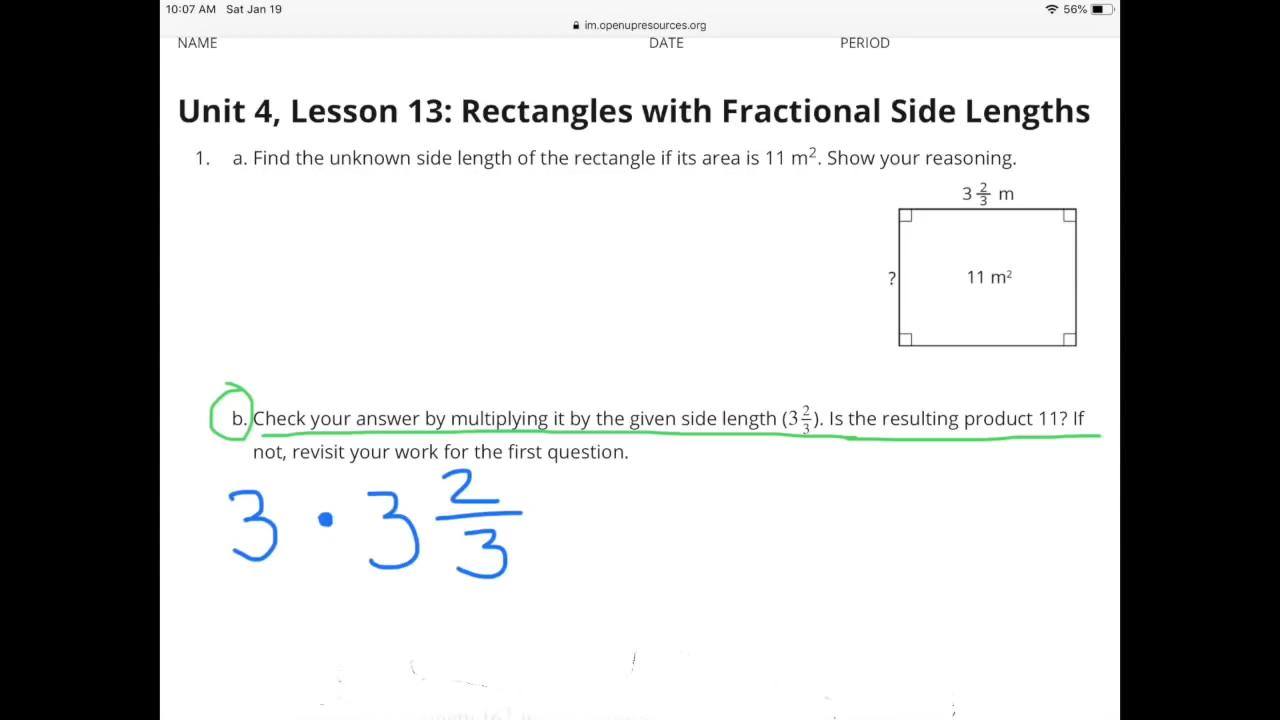 10:07 AM Sat Jan 19 56%
im.openupresources.org
NAME DATE PERIOD
Unit 4, Lesson 13: Rectangles with Fractional Side Lengths
1. a. Find the unknown side length of the rectangle if its area is 11 m². Show your reasoning.
3 2/3 m
? 11 m²
b. Check your answer by multiplying it by the given side length (3 2/3). Is the resulting product 11? If
not, revisit your work for the first question.
3 · 3 2/3